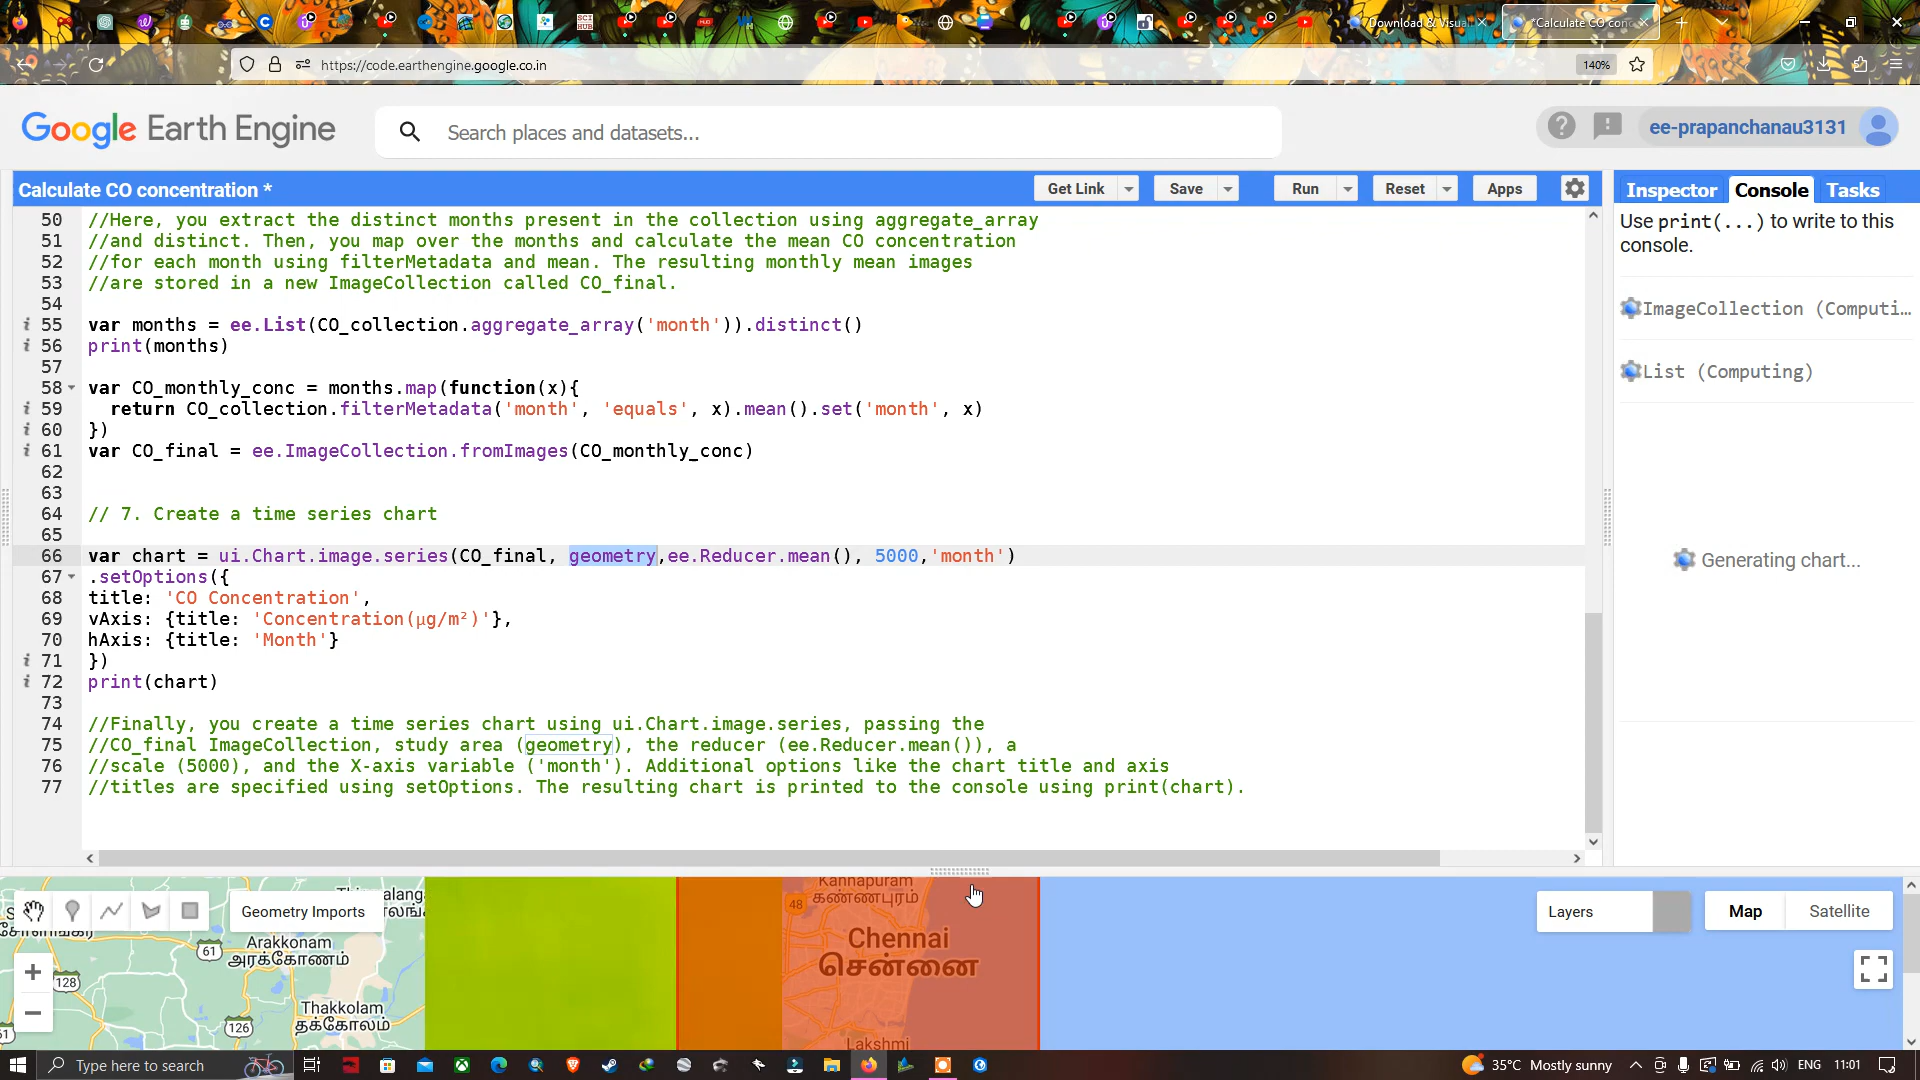 Download & Visual
*Calculate CO con
https://code.earthengine.google.co.in
140%
Google Earth Engine
Search places and datasets...
ee-prapanchanau3131
Calculate CO concentration *
Get Link
Save
Run
Reset
Apps
Inspector
Console
Tasks
50 //Here, you extract the distinct months present in the collection using aggregate_array
51 //and distinct. Then, you map over the months and calculate the mean CO concentration
52 //for each month using filterMetadata and mean. The resulting monthly mean images
53 //are stored in a new ImageCollection called CO_final.
54
i 55 var months = ee.List(CO_collection.aggregate_array('month')).distinct()
i 56 print(months)
57
58 var CO_monthly_conc = months.map(function(x){
i 59 return CO_collection.filterMetadata('month', 'equals', x).mean().set('month', x)
i 60 })
i 61 var CO_final = ee.ImageCollection.fromImages(CO_monthly_conc)
62
63
64 // 7. Create a time series chart
65
66 var chart = ui.Chart.image.series(CO_final, geometry,ee.Reducer.mean(), 5000,'month')
67 .setOptions({
68 title: 'CO Concentration',
69 vAxis: {title: 'Concentration(µg/m²)'},
70 hAxis: {title: 'Month'}
i 71 })
i 72 print(chart)
73
74 //Finally, you create a time series chart using ui.Chart.image.series, passing the
75 //CO_final ImageCollection, study area (geometry), the reducer (ee.Reducer.mean()), a
76 //scale (5000), and the X-axis variable ('month'). Additional options like the chart title and axis
77 //titles are specified using setOptions. The resulting chart is printed to the console using print(chart).
Use print(...) to write to this
console.
ImageCollection (Computi...
List (Computing)
Generating chart...
Geometry Imports
Layers
Map
Satellite
Kannapuram
கண்ணபுரம்
48
Chennai
சென்னை
Lakshmi
61
Arakkonam
அரக்கோணம்
128
Thakkolam
தக்கோலம்
126
Type here to search
35°C Mostly sunny
ENG
11:01